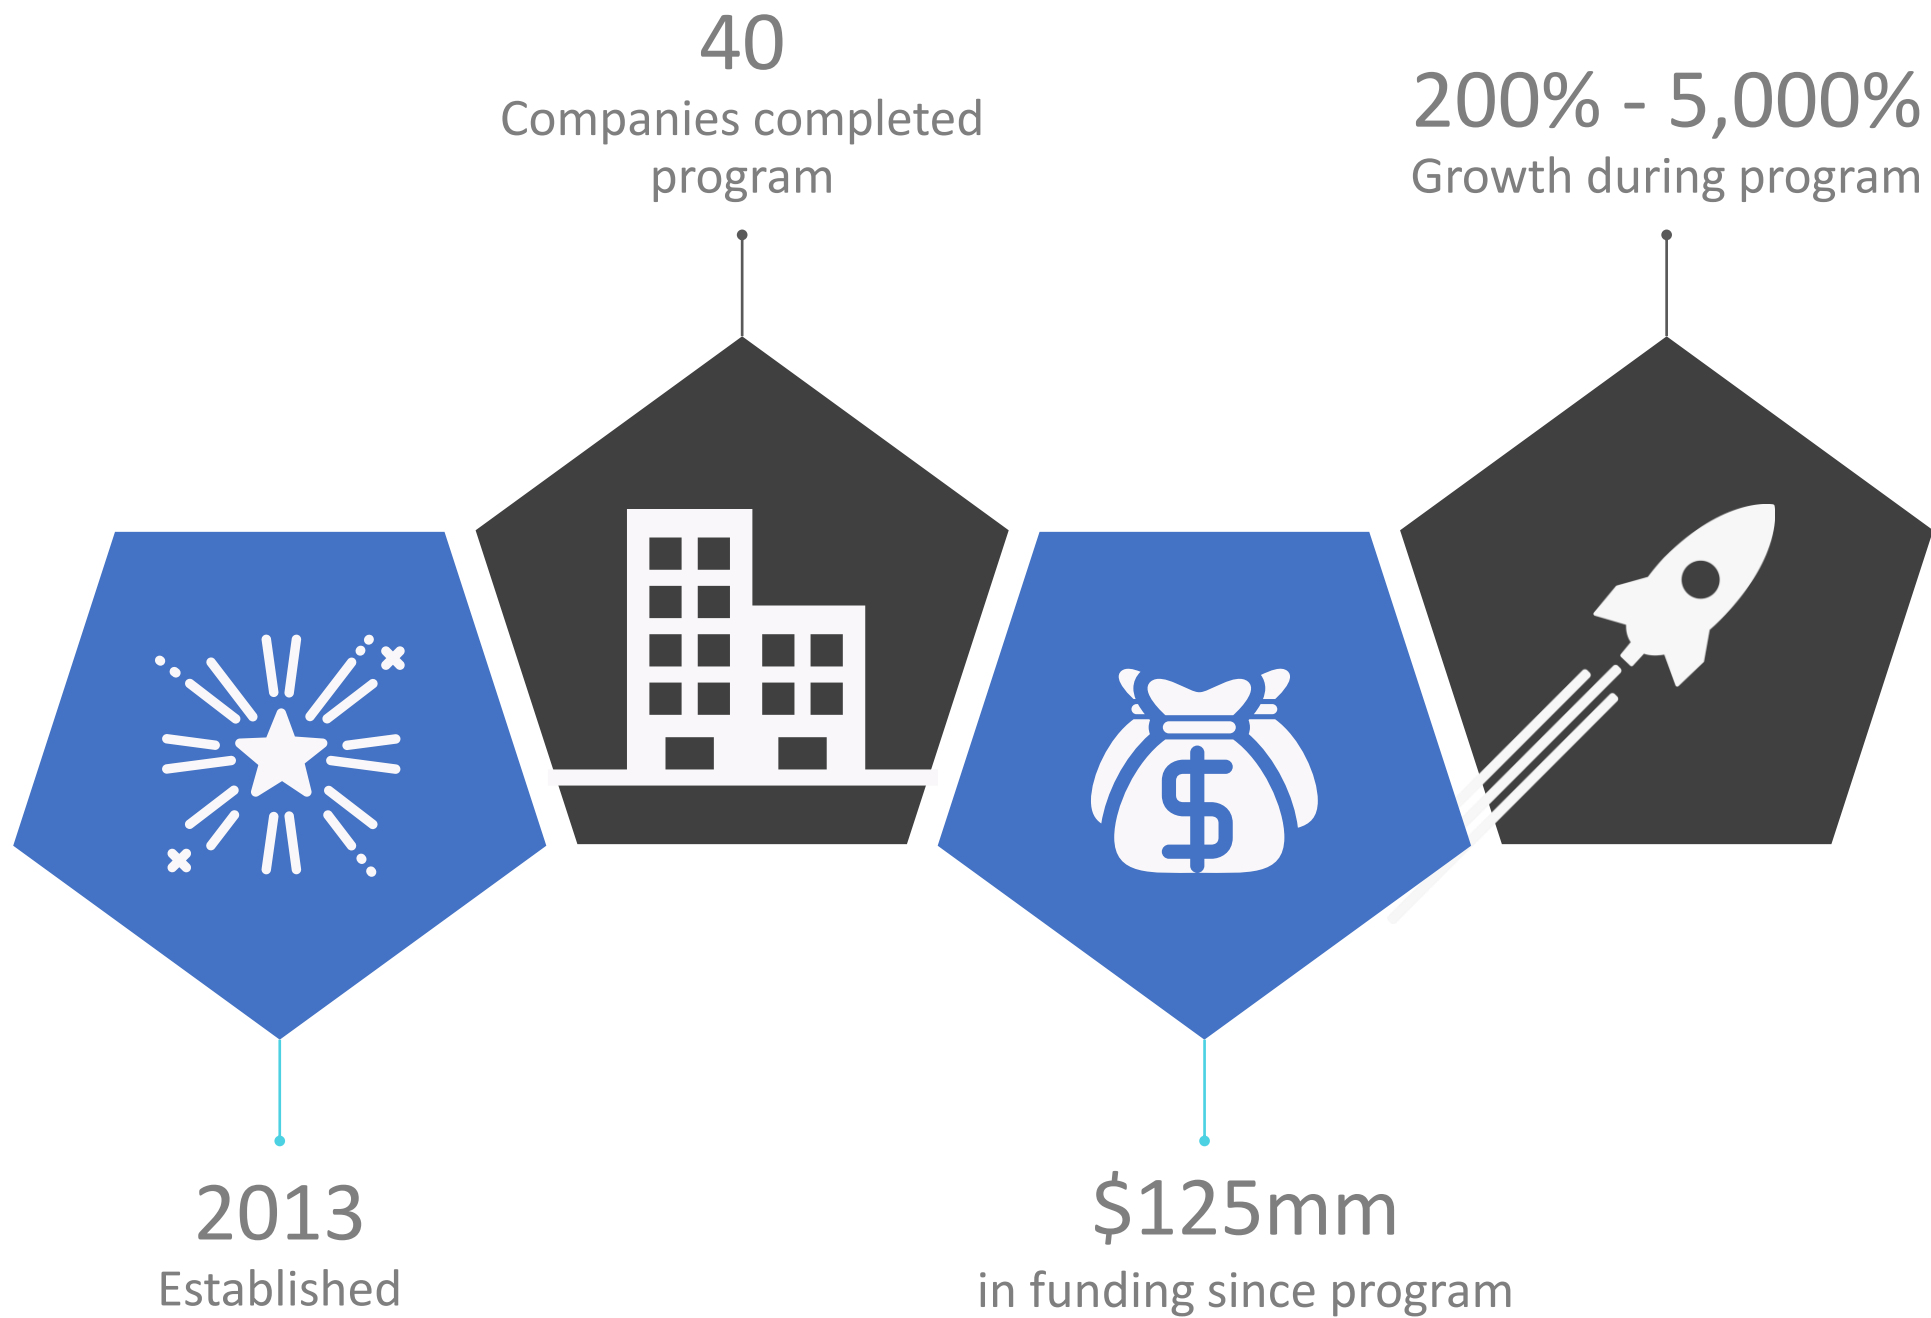 40
Companies completed
program
200% - 5,000%
Growth during program
2013
Established
$125mm
in funding since program